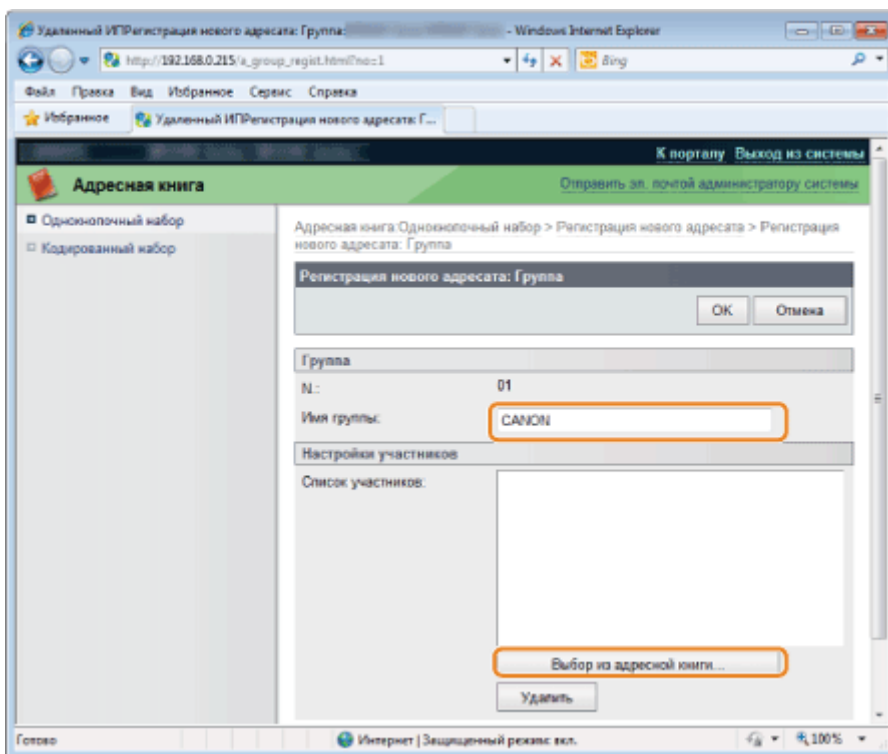 Удаленный ИПРегистрация нового адресата: Группа: - Windows Internet Explorer
http://192.168.0.215/a_group_regist.html?no=1
Bing
Файл Правка Вид Избранное Сервис Справка
Избранное
Удаленный ИПРегистрация нового адресата: Г...
К порталу Выход из системы
Адресная книга
Отправить эл. почтой администратору системы
Однокнопочный набор
Кодированный набор
Адресная книга:Однокнопочный набор > Регистрация нового адресата > Регистрация
нового адресата: Группа
Регистрация нового адресата: Группа
OK Отмена
Группа
N.: 01
Имя группы: CANON
Настройки участников
Список участников:
Выбор из адресной книги...
Удалить
Готово
Интернет | Защищенный режим: вкл.
100%